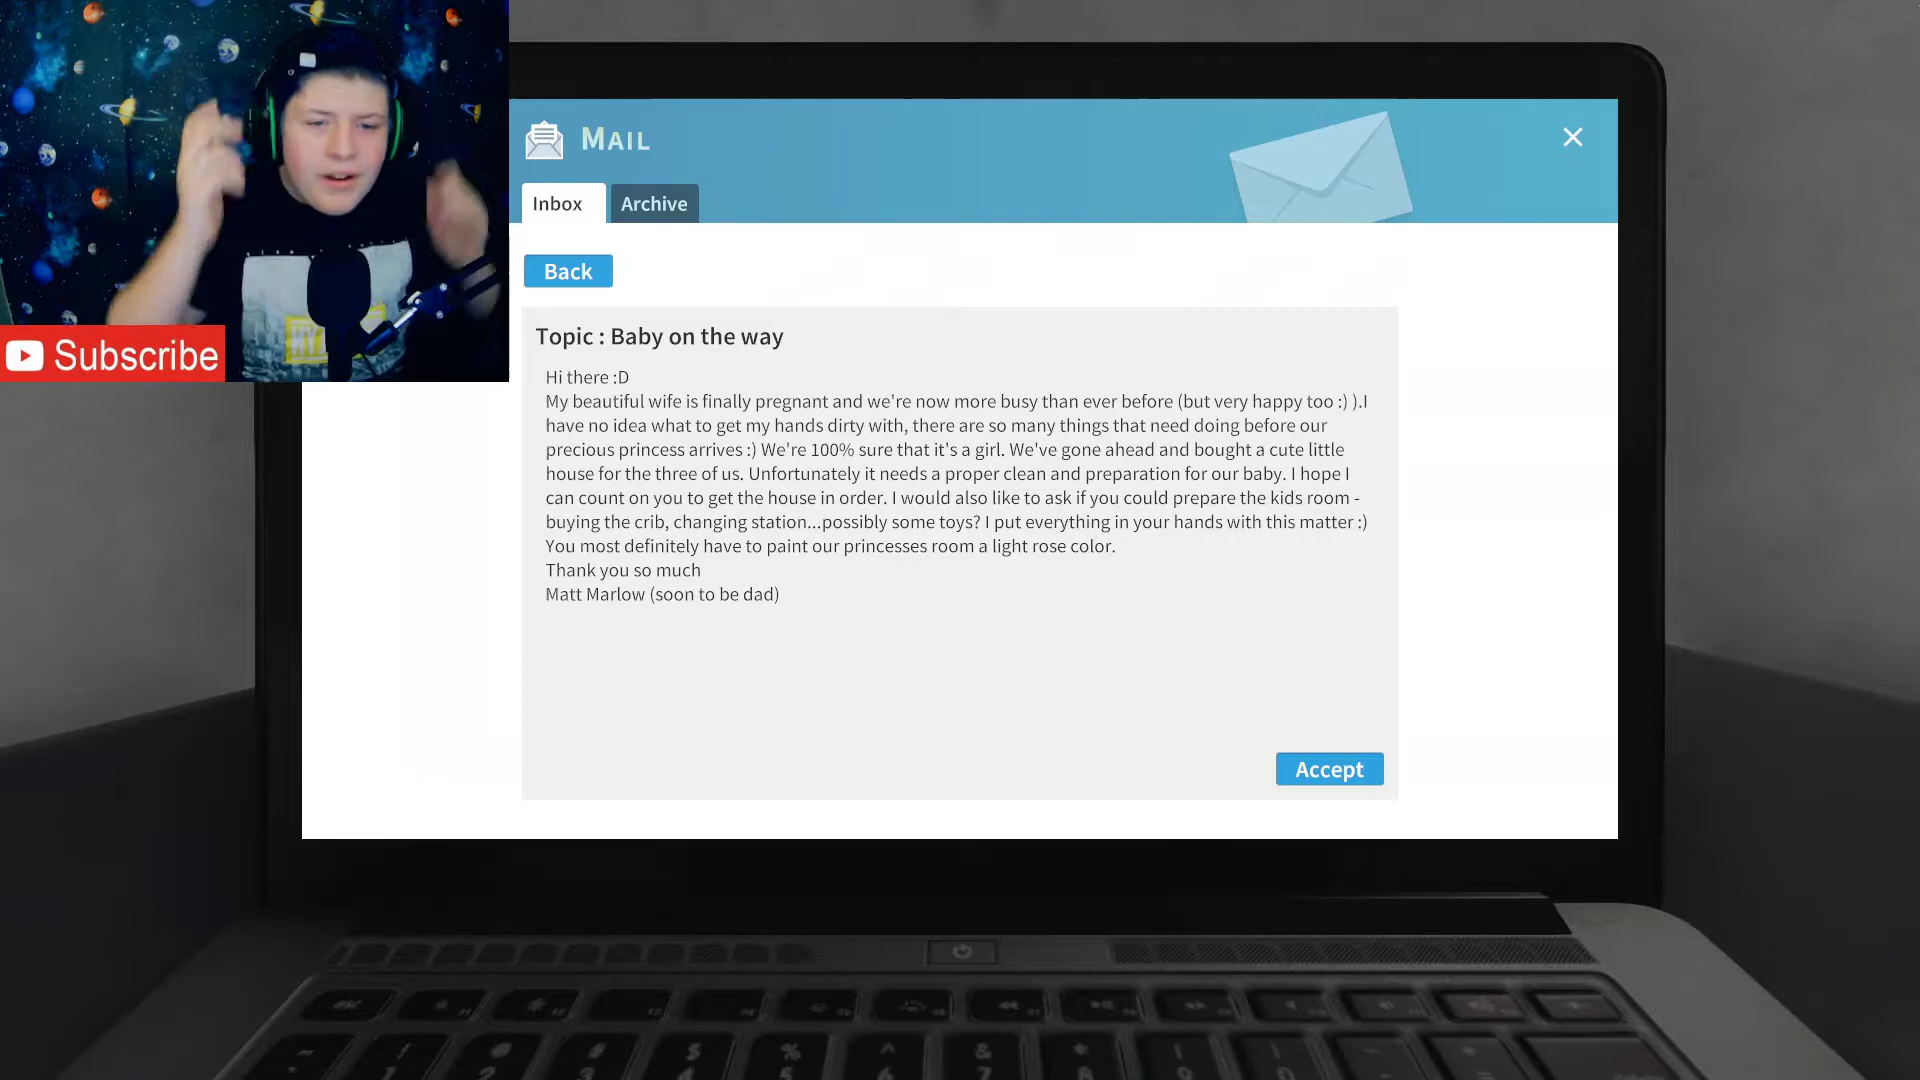 MAIL
Inbox
Archive
Back
Topic : Baby on the way
Hi there :D
My beautiful wife is finally pregnant and we're now more busy than ever before (but very happy too :) ).I
have no idea what to get my hands dirty with, there are so many things that need doing before our
precious princess arrives :) We're 100% sure that it's a girl. We've gone ahead and bought a cute little
house for the three of us. Unfortunately it needs a proper clean and preparation for our baby. I hope I
can count on you to get the house in order. I would also like to ask if you could prepare the kids room -
buying the crib, changing station...possibly some toys? I put everything in your hands with this matter :)
You most definitely have to paint our princesses room a light rose color.
Thank you so much
Matt Marlow (soon to be dad)
Accept
Subscribe
esc